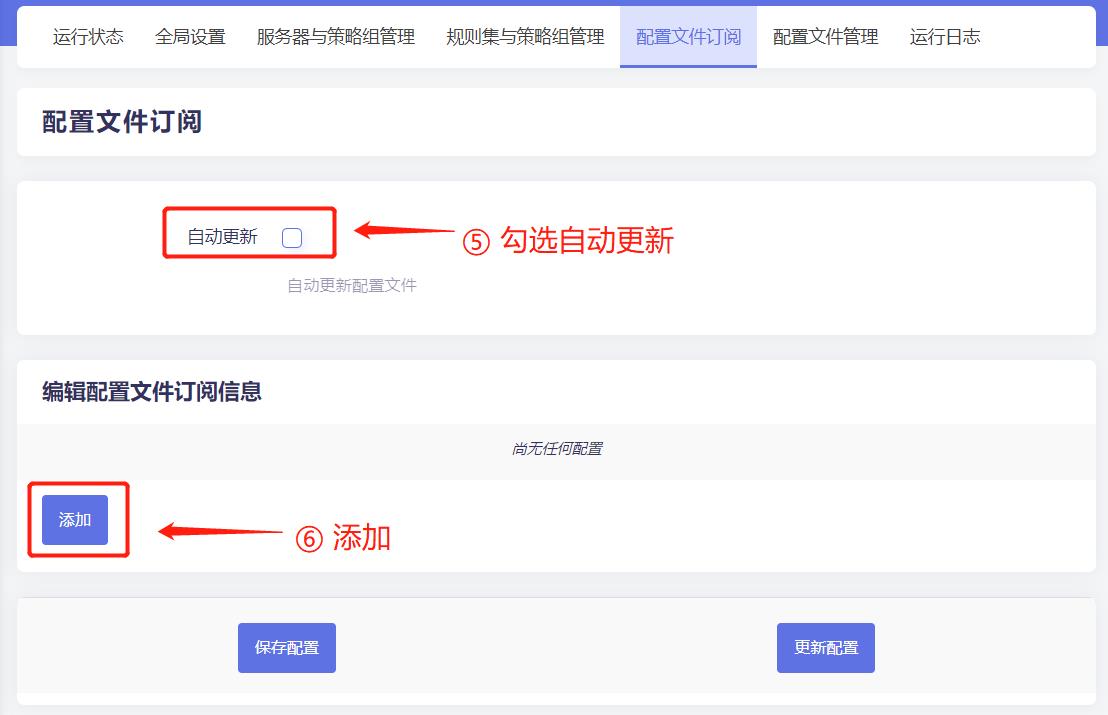 运行状态 全局设置 服务器与策略组管理 规则集与策略组管理 配置文件订阅 配置文件管理 运行日志
配置文件订阅
自动更新
⑤ 勾选自动更新
自动更新配置文件
编辑配置文件订阅信息
尚无任何配置
添加
⑥ 添加
保存配置 更新配置